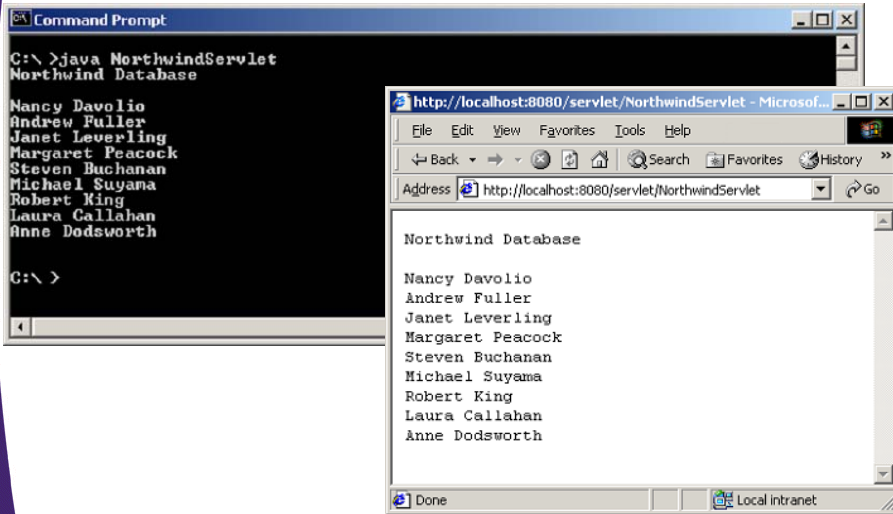 Command Prompt
C:\ >java NorthwindServlet
Northwind Database
Nancy Davolio
Andrew Fuller
Janet Leverling
Margaret Peacock
Steven Buchanan
Michael Suyama
Robert King
Laura Callahan
Anne Dodsworth
C:\ >
http://localhost:8080/servlet/NorthwindServlet - Microsof...
File Edit View Favorites Tools Help
Back Search Favorites History »
Address http://localhost:8080/servlet/NorthwindServlet Go
Northwind Database
Nancy Davolio
Andrew Fuller
Janet Leverling
Margaret Peacock
Steven Buchanan
Michael Suyama
Robert King
Laura Callahan
Anne Dodsworth
Done Local intranet